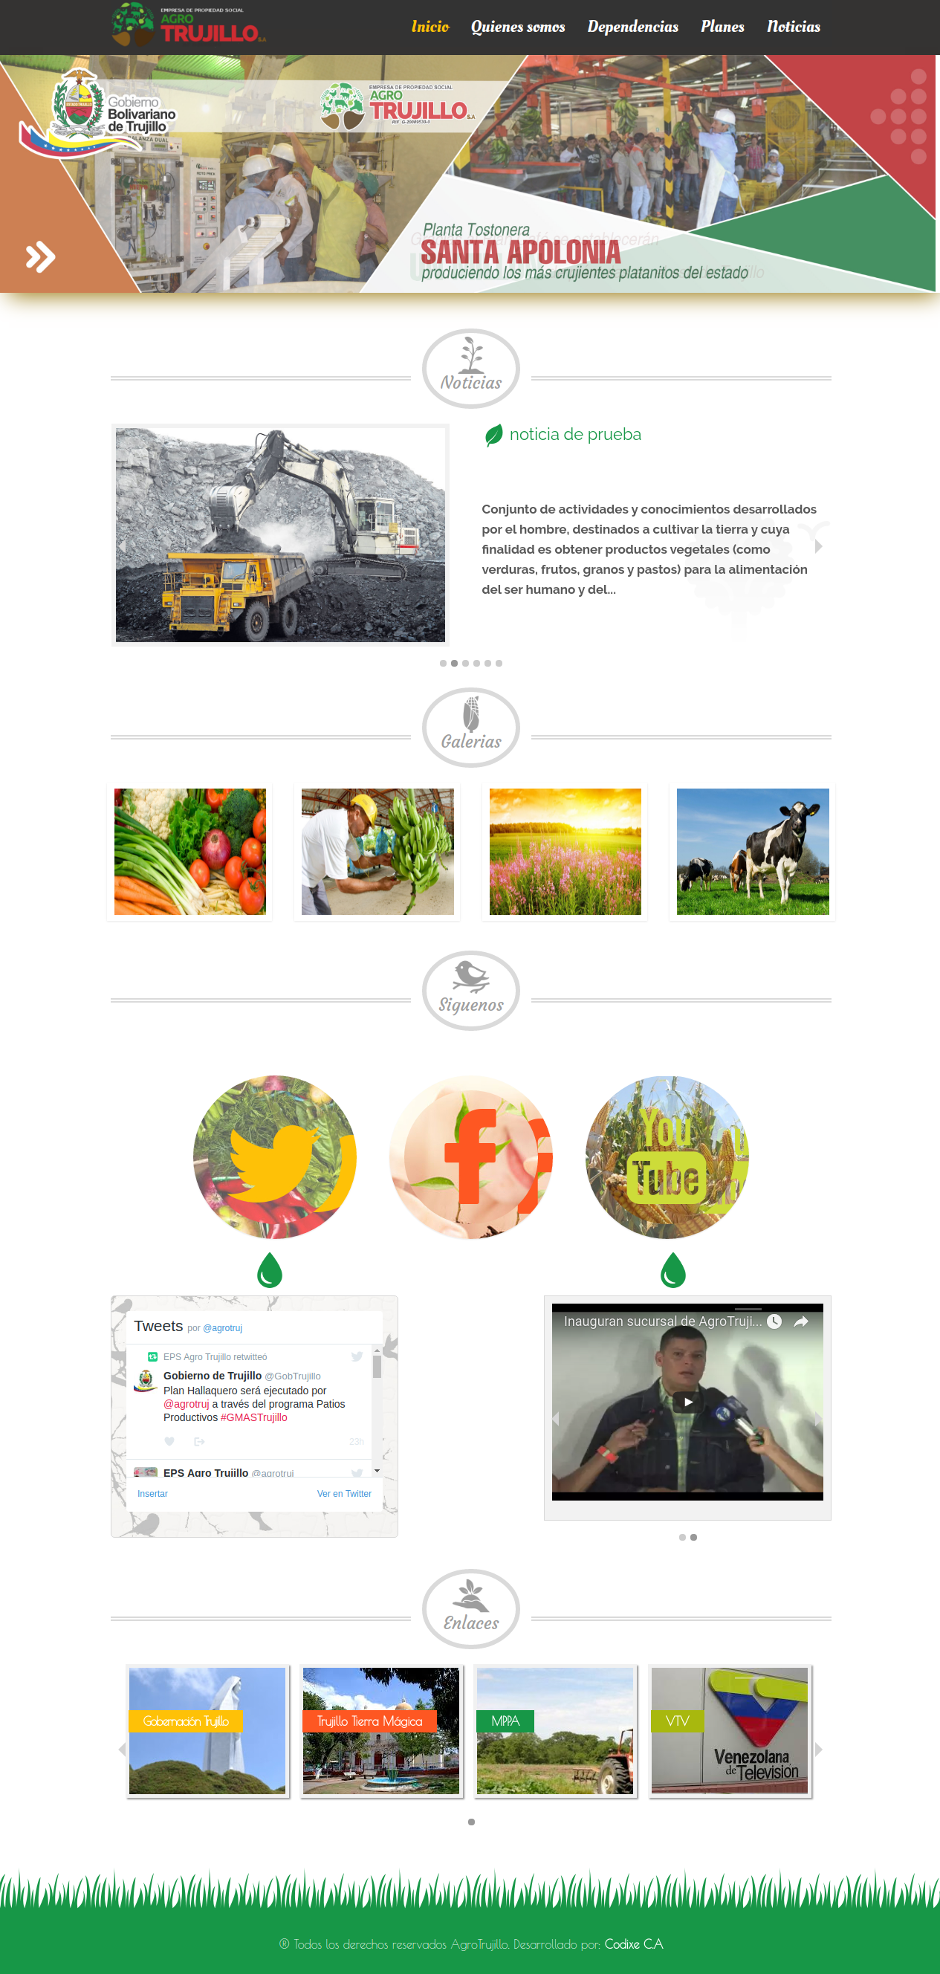 EMPRESA DE PROPIEDAD SOCIAL
AGRO
TRUJILLO S.A
Inicio
Quienes somos
Dependencias
Planes
Noticias
Gobierno
Bolivariano
de Trujillo
EMPRESA DE PROPIEDAD SOCIAL
AGRO
TRUJILLO S.A
Planta Tostonera
SANTA APOLONIA
produciendo los más crujientes platanitos del estado
Noticias
noticia de prueba
Conjunto de actividades y conocimientos desarrollados
por el hombre, destinados a cultivar la tierra y cuya
finalidad es obtener productos vegetales (como
verduras, frutos, granos y pastos) para la alimentación
del ser humano y del...
Galerias
Siguenos
f
You
Tube
Tweets por @agrotruj
EPS Agro Trujillo retwitteó
Gobierno de Trujillo @GobTrujillo
Plan Hallaquero será ejecutado por
@agrotruj a través del programa Patios
Productivos #GMASTrujillo
23h
EPS Agro Trujillo @agrotruj
Insertar
Ver en Twitter
Inauguran sucursal de AgroTruji...
Enlaces
Gobernación Trujillo
Trujillo Tierra Mágica
MPPA
VTV
Venezolana
de Television
® Todos los derechos reservados AgroTrujillo. Desarrollado por: Codixe C.A